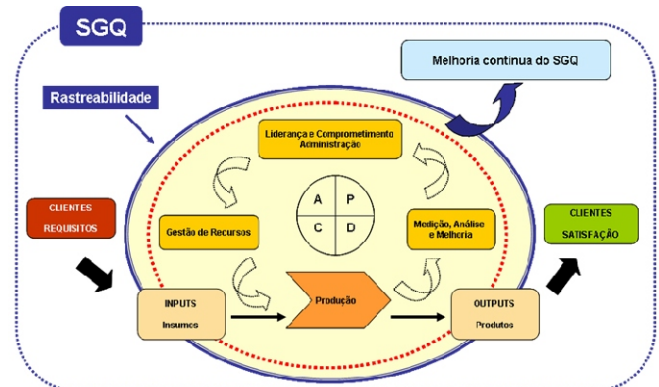 SGQ
Melhoria continua do SGQ
Rastreabilidade
Liderança e Comprometimento
Administração
CLIENTES
REQUISITOS
Gestão de Recursos
A P
C D
Medição, Análise
e Melhoria
CLIENTES
SATISFAÇÃO
INPUTS
Insumos
Produção
OUTPUTS
Produtos